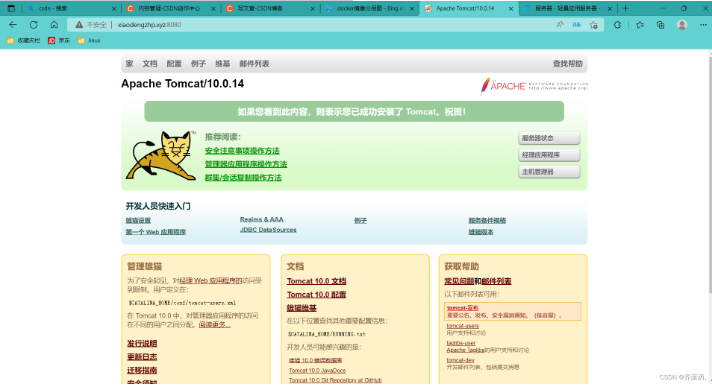 csdn - 搜索
内容管理-CSDN创作中心
写文章-CSDN博客
docker镜像分层图 - Bing in
Apache Tomcat/10.0.14
服务器 - 轻量应用服务器
不安全 | xiaodengzhp.xyz:8080
收藏夹栏 京东 linux
家 文档 配置 例子 维基 邮件列表 查找帮助
Apache Tomcat/10.0.14
APACHE SOFTWARE FOUNDATION
http://www.apache.org/
如果您看到此内容，则表示您已成功安装了 Tomcat。祝贺！
推荐阅读：
安全注意事项操作方法
管理器应用程序操作方法
群集/会话复制操作方法
服务器状态
经理应用程序
主机管理器
开发人员快速入门
雄猫设置
第一个 Web 应用程序
Realms & AAA
JDBC DataSources
例子
服务器件规格
雄猫版本
管理雄猫
为了安全起见，对经理 Web 应用程序的访问受
到限制。用户定义在：
$CATALINA_HOME/conf/tomcat-users.xml
在 Tomcat 10.0 中，对管理器应用程序的访问
在不同的用户之间分配。阅读更多...
发行说明
更新日志
迁移指南
安全须知
文档
Tomcat 10.0 文档
Tomcat 10.0 配置
雄猫维基
在以下位置查找其他重要配置信息：
$CATALINA_HOME/RUNNING.txt
开发人员可能感兴趣的是：
雄猫 10.0 错误数据库
Tomcat 10.0 JavaDocs
Tomcat 10.0 Git Repository at GitHub
获取帮助
常见问题和邮件列表
以下邮件列表可用：
tomcat-宣布
重要公告、发布、安全漏洞通知。（低音量）。
tomcat-users
用户支持和讨论
taglibs-user
Apache Taglibs的用户支持和讨论
tomcat-dev
开发邮件列表，包括提交消息